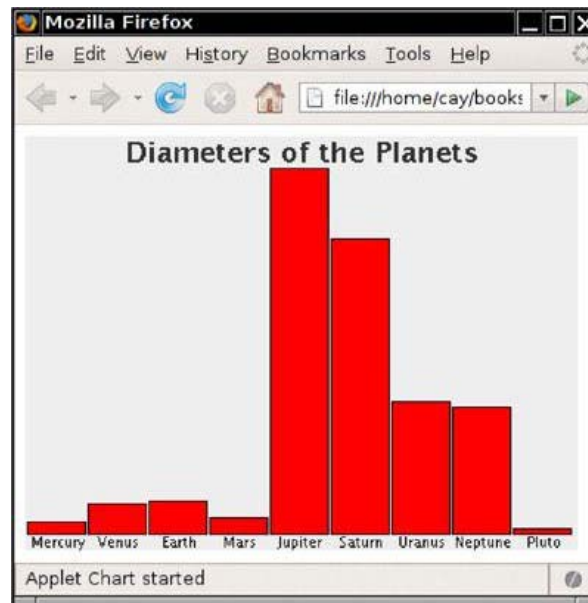 Mozilla Firefox
File Edit View History Bookmarks Tools Help
file:///home/cay/books
Diameters of the Planets
Mercury Venus Earth Mars Jupiter Saturn Uranus Neptune Pluto
Applet Chart started